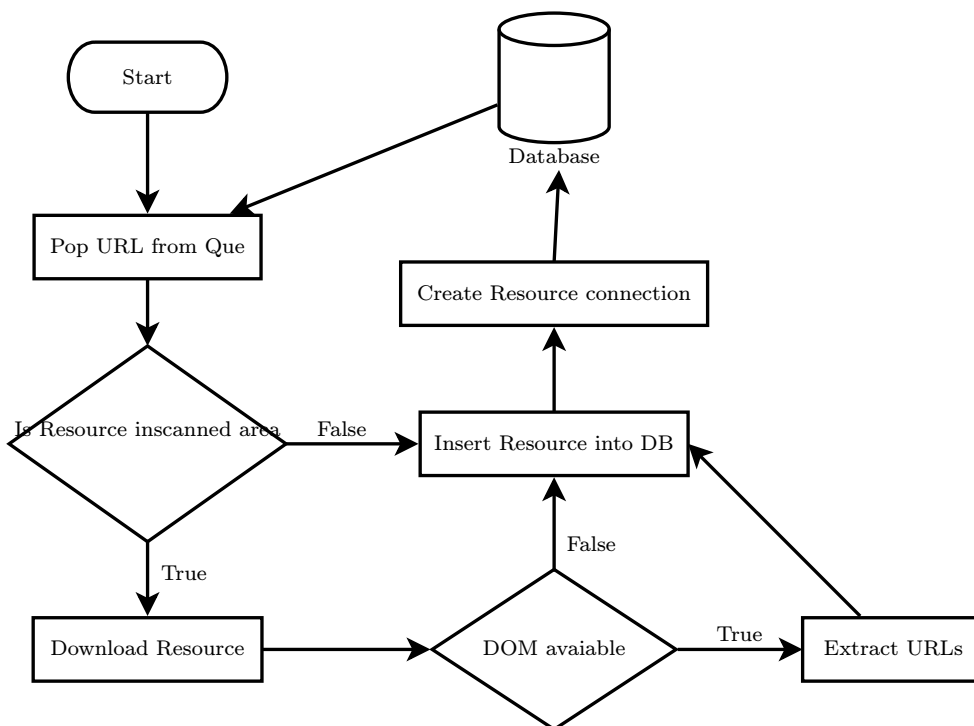 Start
Database
Pop URL from Que
Create Resource connection
Is Resource inscanned area
False
Insert Resource into DB
False
True
Download Resource
DOM avaiable
True
Extract URLs